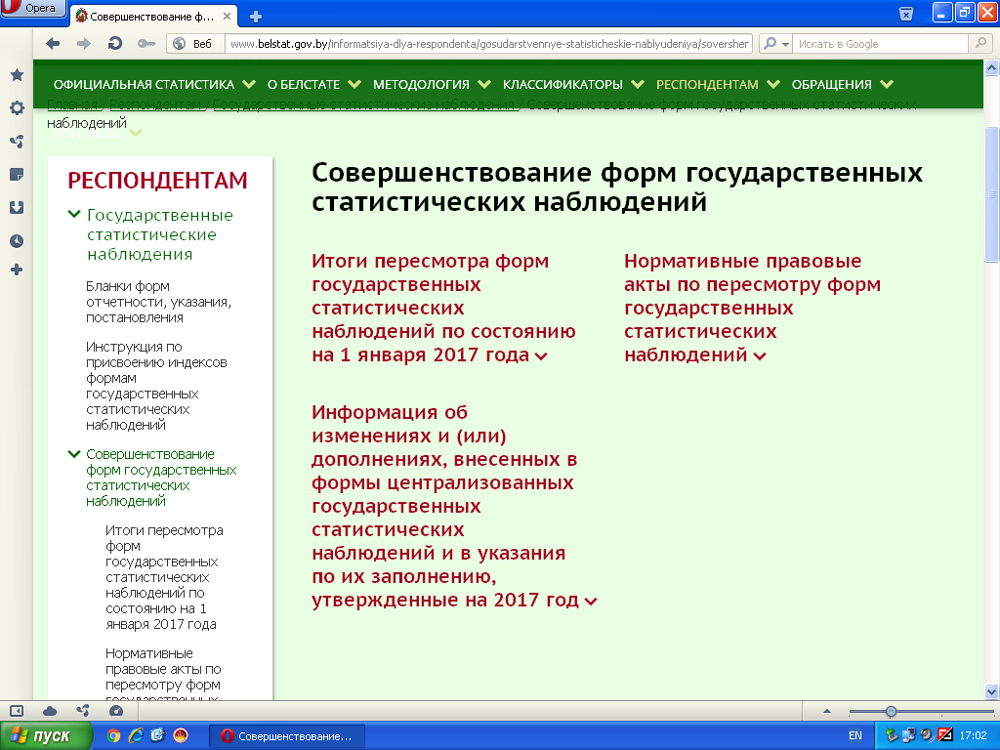 Opera
Совершенствование ф...
Веб
www.belstat.gov.by/informatsiya-dlya-respondenta/gosudarstvennye-statisticheskie-nablyudeniya/sovershen
Искать в Google
ОФИЦИАЛЬНАЯ СТАТИСТИКА
О БЕЛСТАТЕ
МЕТОДОЛОГИЯ
КЛАССИФИКАТОРЫ
РЕСПОНДЕНТАМ
ОБРАЩЕНИЯ
Главная / Респондентам / Государственные статистические наблюдения / Совершенствование форм государственных статистических
наблюдений
РЕСПОНДЕНТАМ
Государственные
статистические
наблюдения
Бланки форм
отчетности, указания,
постановления
Инструкция по
присвоению индексов
формам
государственных
статистических
наблюдений
Совершенствование
форм государственных
статистических
наблюдений
Итоги пересмотра
форм
государственных
статистических
наблюдений по
состоянию на 1
января 2017 года
Нормативные
правовые акты по
пересмотру форм
государственных
Совершенствование форм государственных
статистических наблюдений
Итоги пересмотра форм
государственных
статистических
наблюдений по состоянию
на 1 января 2017 года
Нормативные правовые
акты по пересмотру форм
государственных
статистических
наблюдений
Информация об
изменениях и (или)
дополнениях, внесенных в
формы централизованных
государственных
статистических
наблюдений и в указания
по их заполнению,
утвержденные на 2017 год
пуск
Совершенствование...
EN
17:02